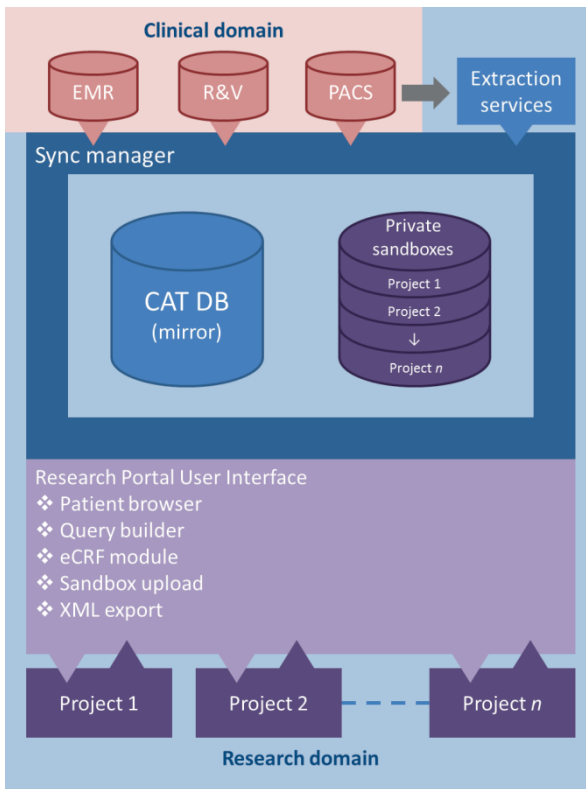 Clinical domain
EMR
R&V
PACS
Extraction
services
Sync manager
CAT DB
(mirror)
Private
sandboxes
Project 1
Project 2
↓
Project n
Research Portal User Interface
❖ Patient browser
❖ Query builder
❖ eCRF module
❖ Sandbox upload
❖ XML export
Project 1
Project 2
Project n
Research domain